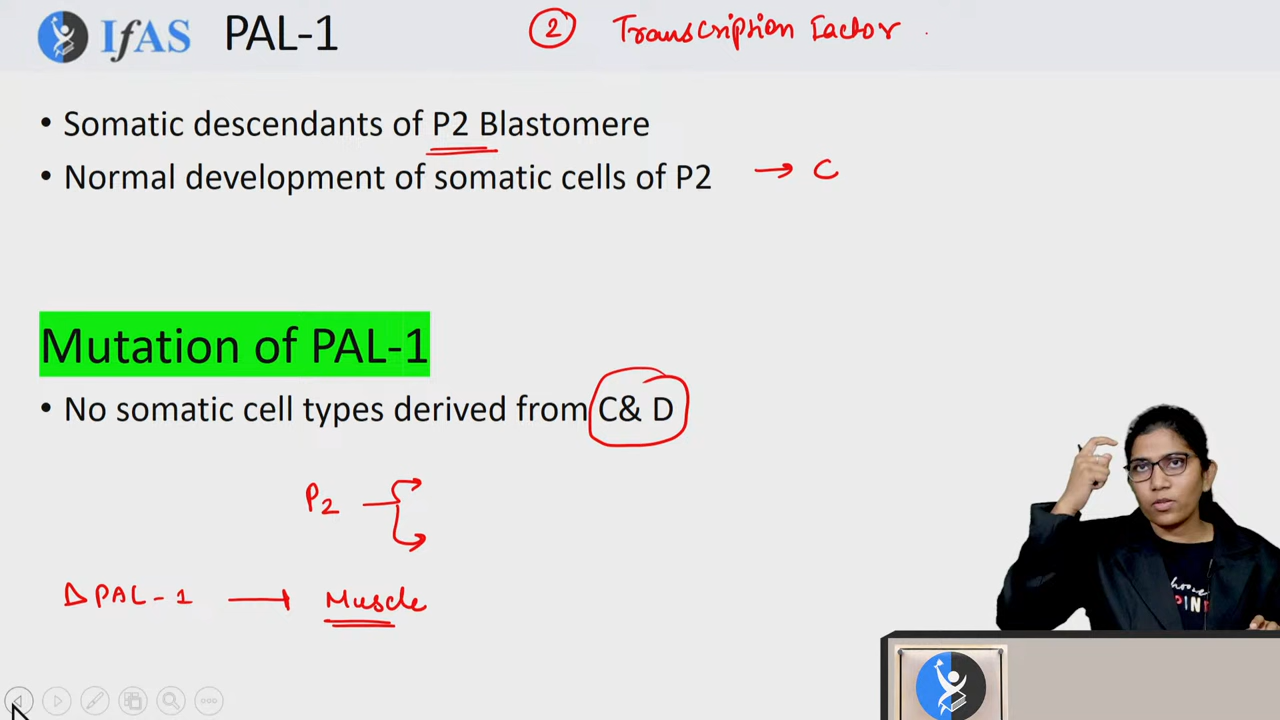 IfAS PAL-1 ② Transcription Factor
• Somatic descendants of P2 Blastomere
• Normal development of somatic cells of P2 → C
Mutation of PAL-1
• No somatic cell types derived from C& D
P2
Δ PAL-1 Muscle